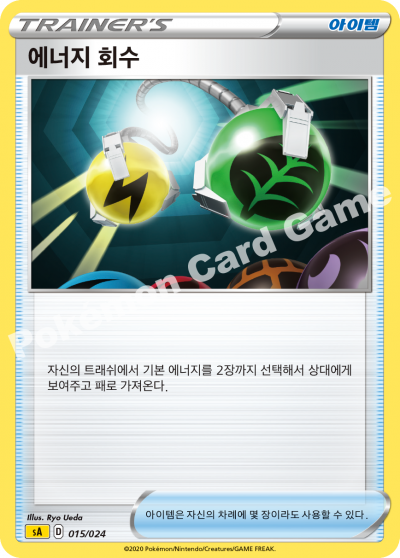 TRAINER'S
아이템
에너지 회수
Pokémon Card Game
자신의 트래쉬에서 기본 에너지를 2장까지 선택해서 상대에게
보여주고 패로 가져온다.
Illus. Ryo Ueda
sA D 015/024
아이템은 자신의 차례에 몇 장이라도 사용할 수 있다.
©2020 Pokémon/Nintendo/Creatures/GAME FREAK.